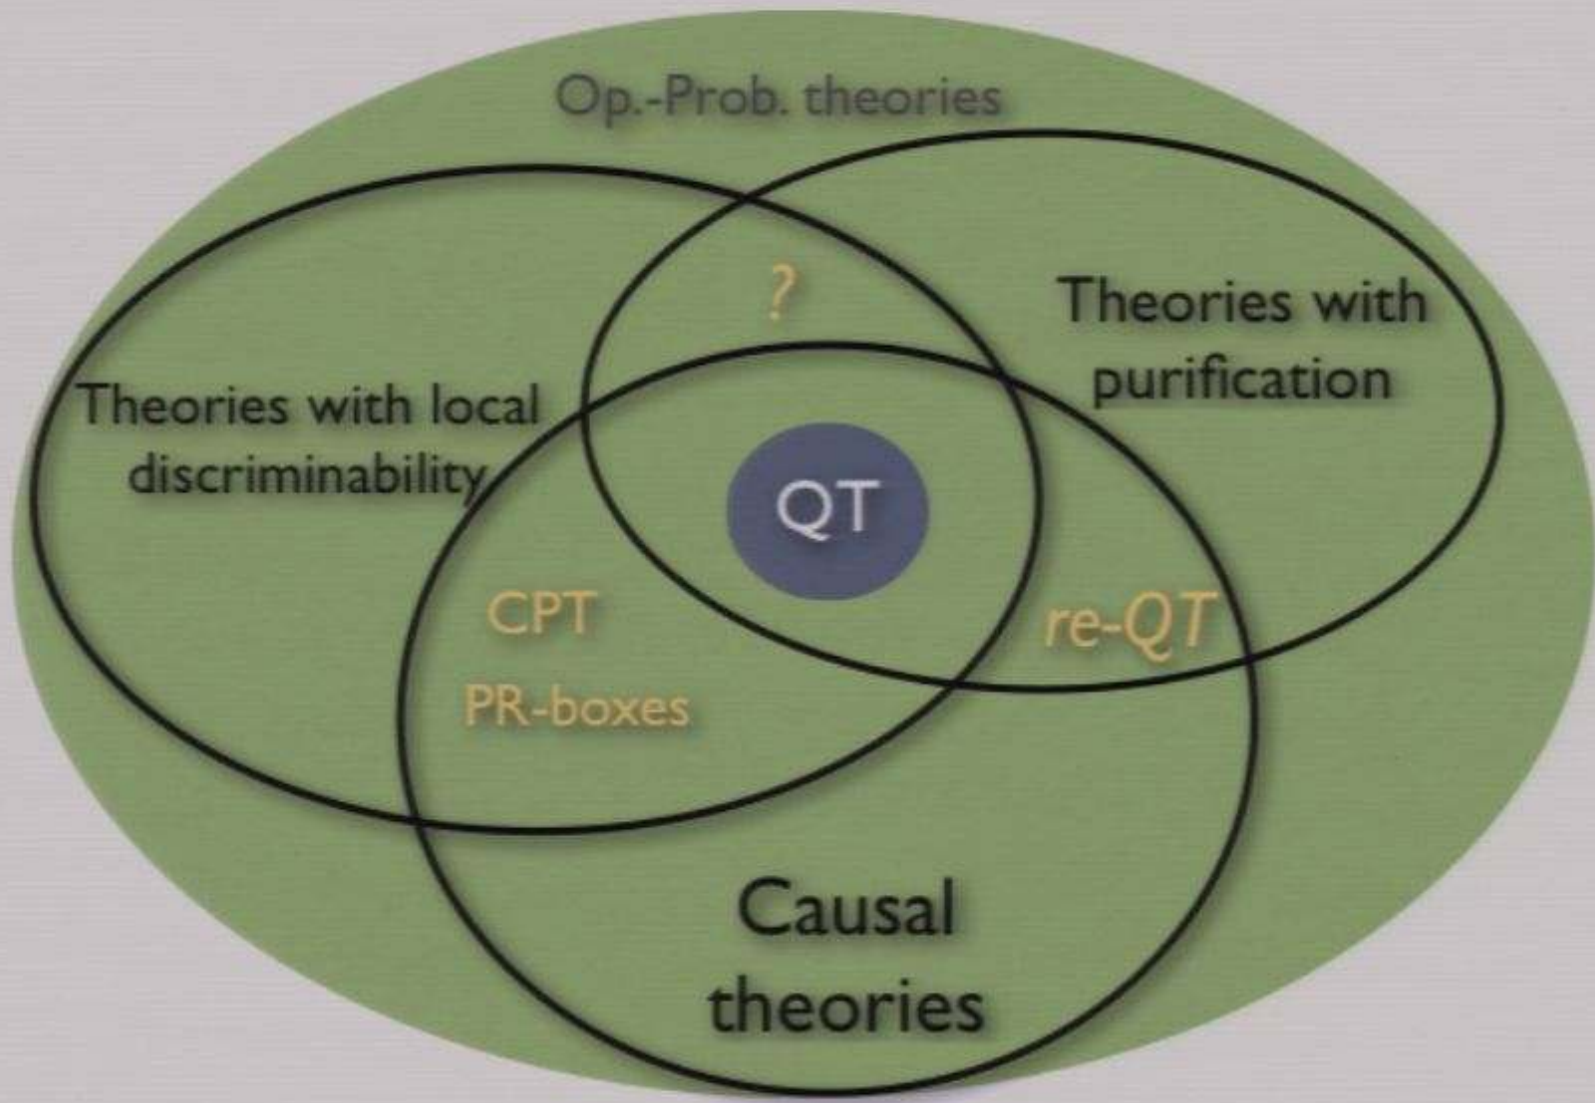 Op.-Prob. theories
?
Theories with
purification
Theories with local
discriminability
QT
CPT
re-QT
PR-boxes
Causal
theories